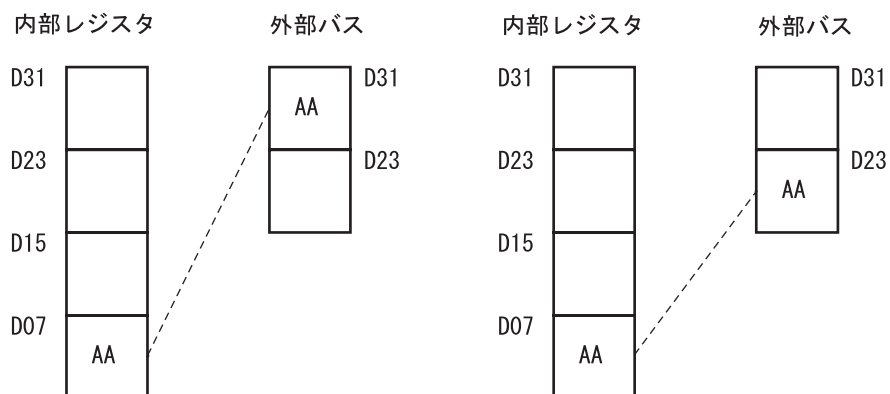 内部レジスタ 外部バス
D31 AA D31
D23 D23
D15
D07 AA
内部レジスタ 外部バス
D31 D31
D23 AA D23
D15
D07 AA